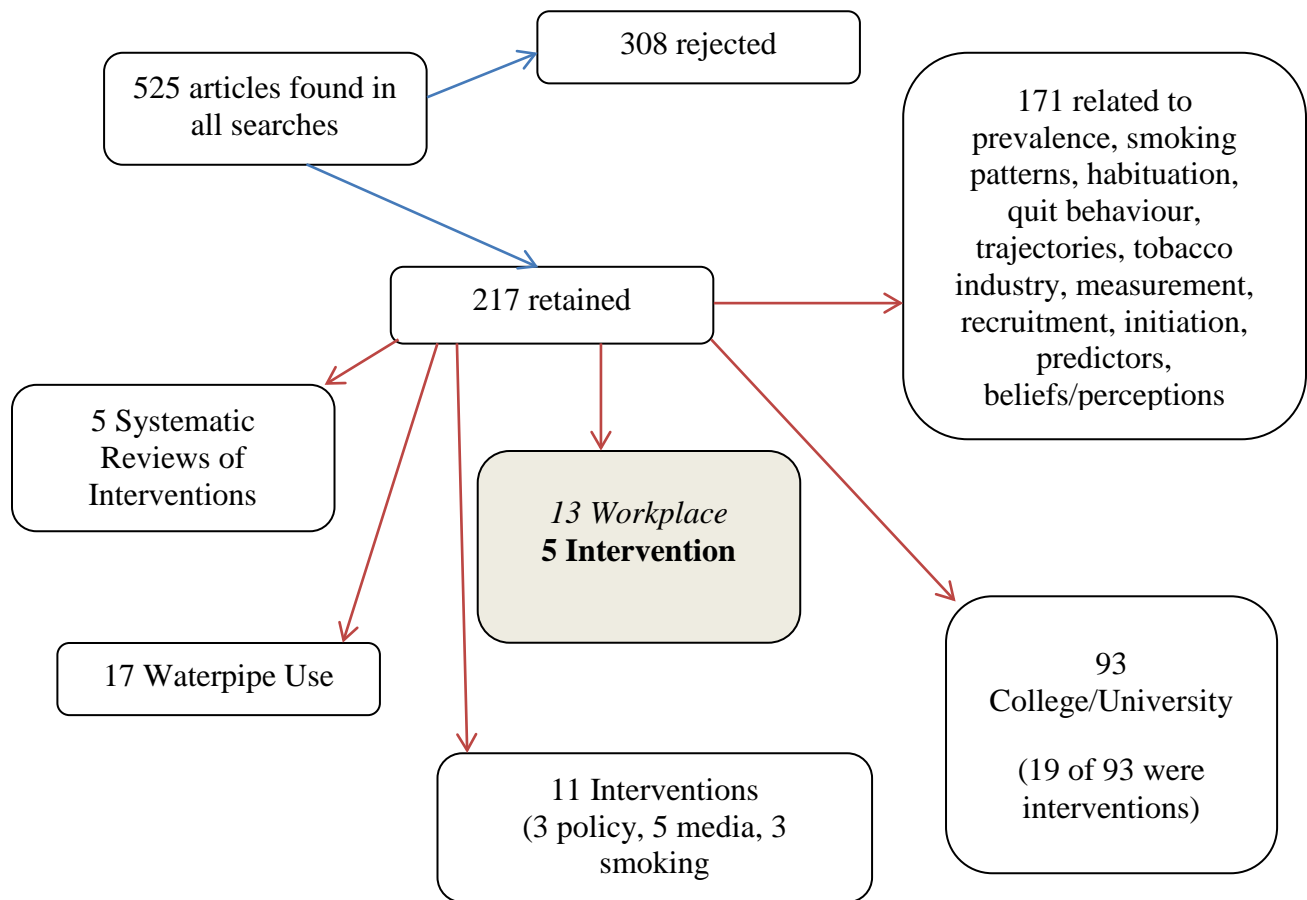 308 rejected
525 articles found in
all searches
171 related to
prevalence, smoking
patterns, habituation,
quit behaviour,
trajectories, tobacco
industry, measurement,
recruitment, initiation,
predictors,
beliefs/perceptions
217 retained
5 Systematic
Reviews of
Interventions
13 Workplace
5 Intervention
17 Waterpipe Use
93
College/University
(19 of 93 were
interventions)
11 Interventions
(3 policy, 5 media, 3
smoking